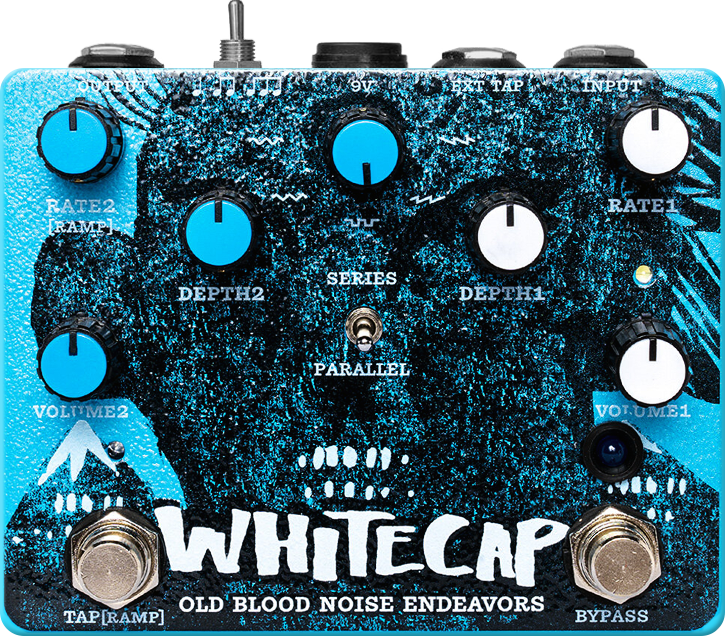 OUTPUT 9V EXT TAP INPUT
RATE2 RATE1
[RAMP]
DEPTH2 SERIES DEPTH1
PARALLEL
VOLUME2 VOLUME1
WHITECAP
OLD BLOOD NOISE ENDEAVORS
TAP[RAMP] BYPASS